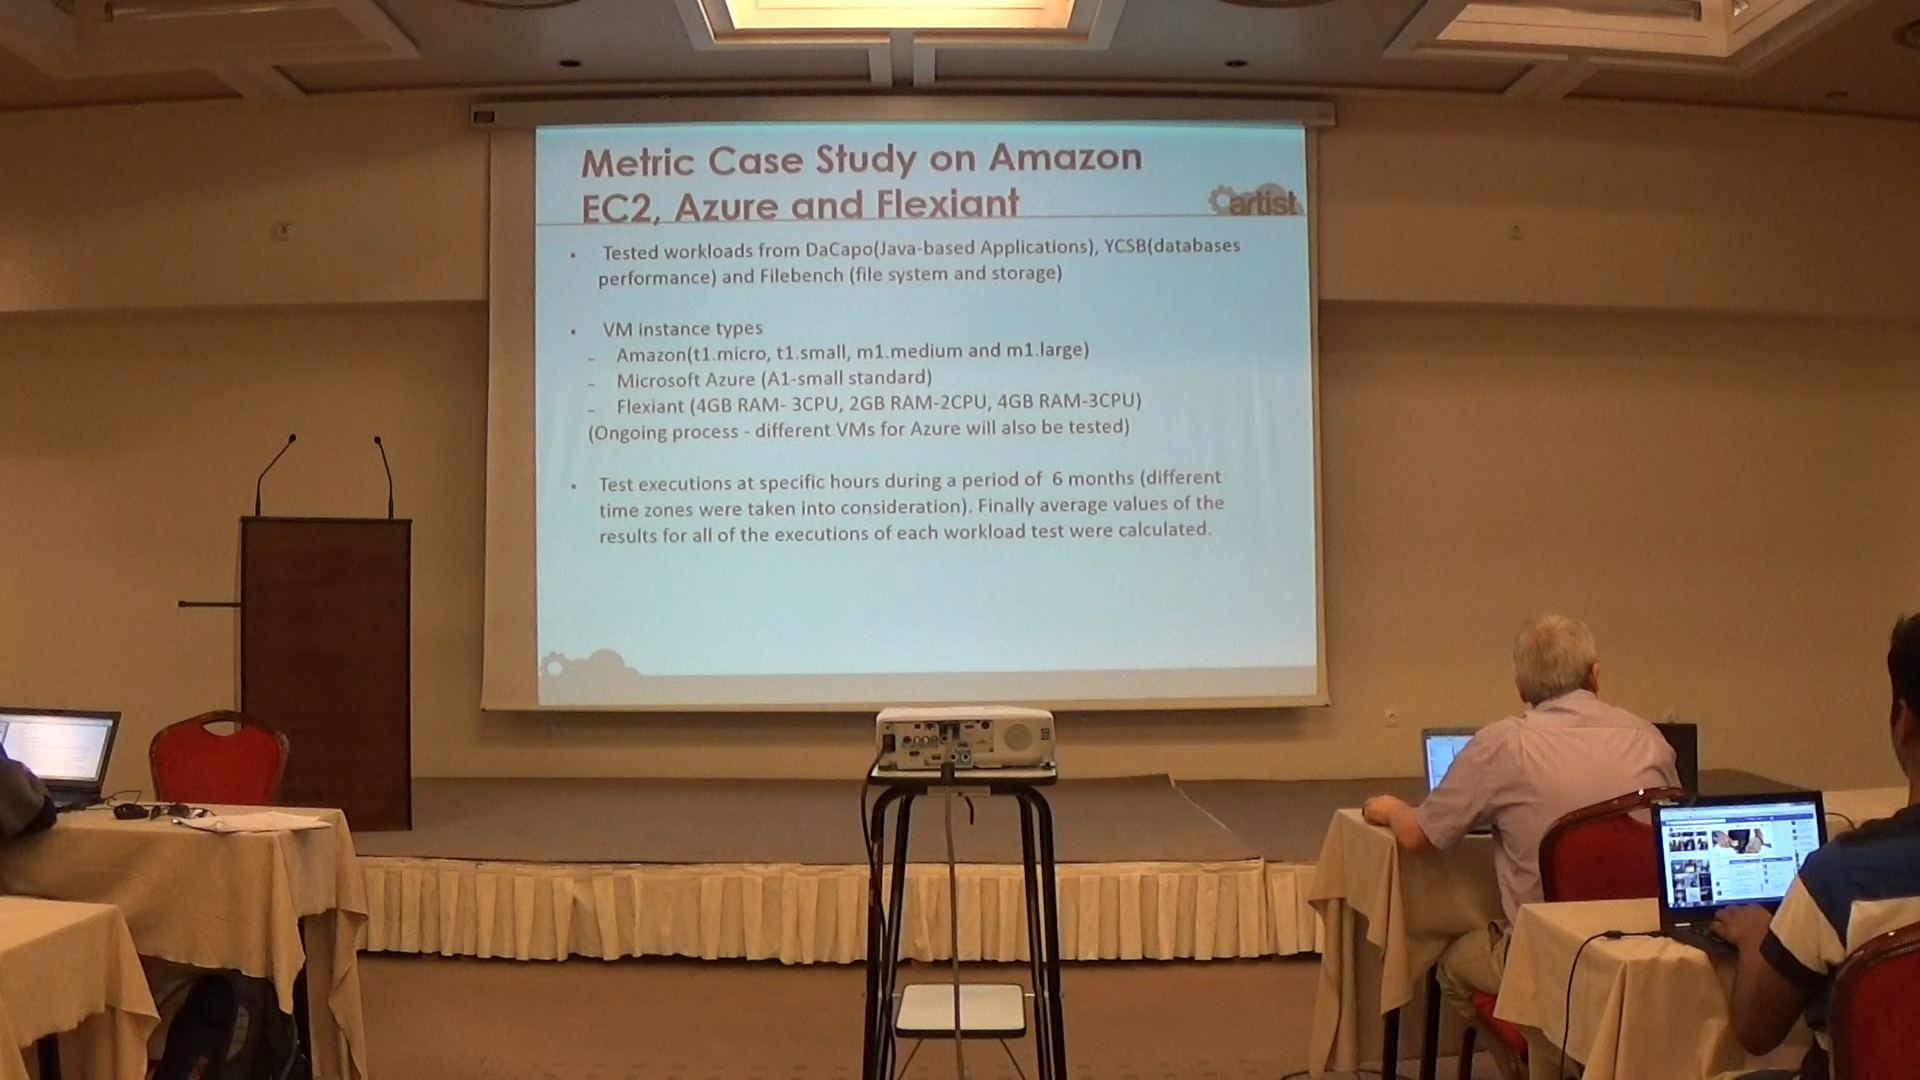 Metric Case Study on Amazon
EC2, Azure and Flexiant
artist
▪ Tested workloads from DaCapo(Java-based Applications), YCSB(databases
performance) and Filebench (file system and storage)
▪ VM instance types
– Amazon(t1.micro, t1.small, m1.medium and m1.large)
– Microsoft Azure (A1-small standard)
– Flexiant (4GB RAM- 3CPU, 2GB RAM-2CPU, 4GB RAM-3CPU)
(Ongoing process - different VMs for Azure will also be tested)
▪ Test executions at specific hours during a period of 6 months (different
time zones were taken into consideration). Finally average values of the
results for all of the executions of each workload test were calculated.